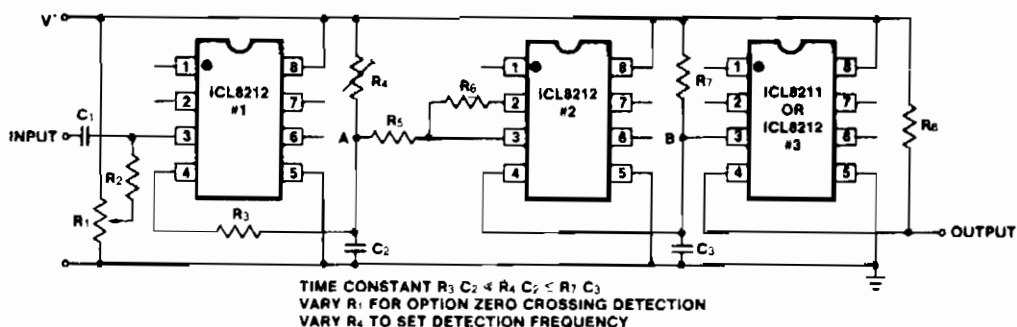 V+
1
8
1
8
1
8
ICL8212
#1
R4
ICL8212
#2
R7
ICL8211
OR
ICL8212
#3
2
7
R6
2
7
2
7
C1
INPUT
3
6
A
R5
3
6
B
3
6
R8
R2
4
5
4
5
4
5
R1
R3
OUTPUT
C2
C3
TIME CONSTANT R3 C2 < R4 C2 ≤ R7 C3
VARY R1 FOR OPTION ZERO CROSSING DETECTION
VARY R4 TO SET DETECTION FREQUENCY